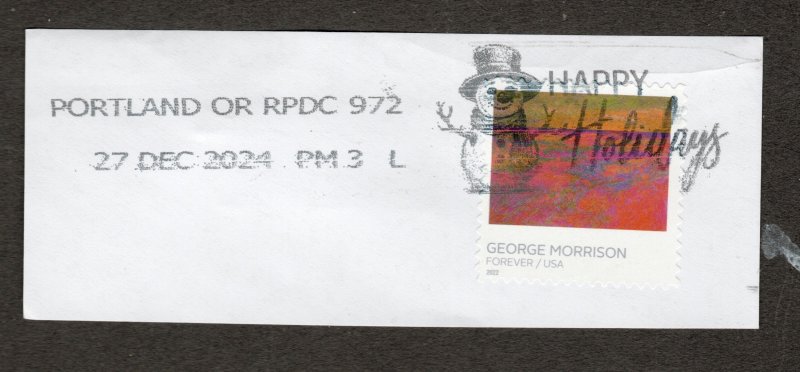 PORTLAND OR RPDC 972
27 DEC 2024 PM 3 L
HAPPY
Holidays
GEORGE MORRISON
FOREVER / USA
2022